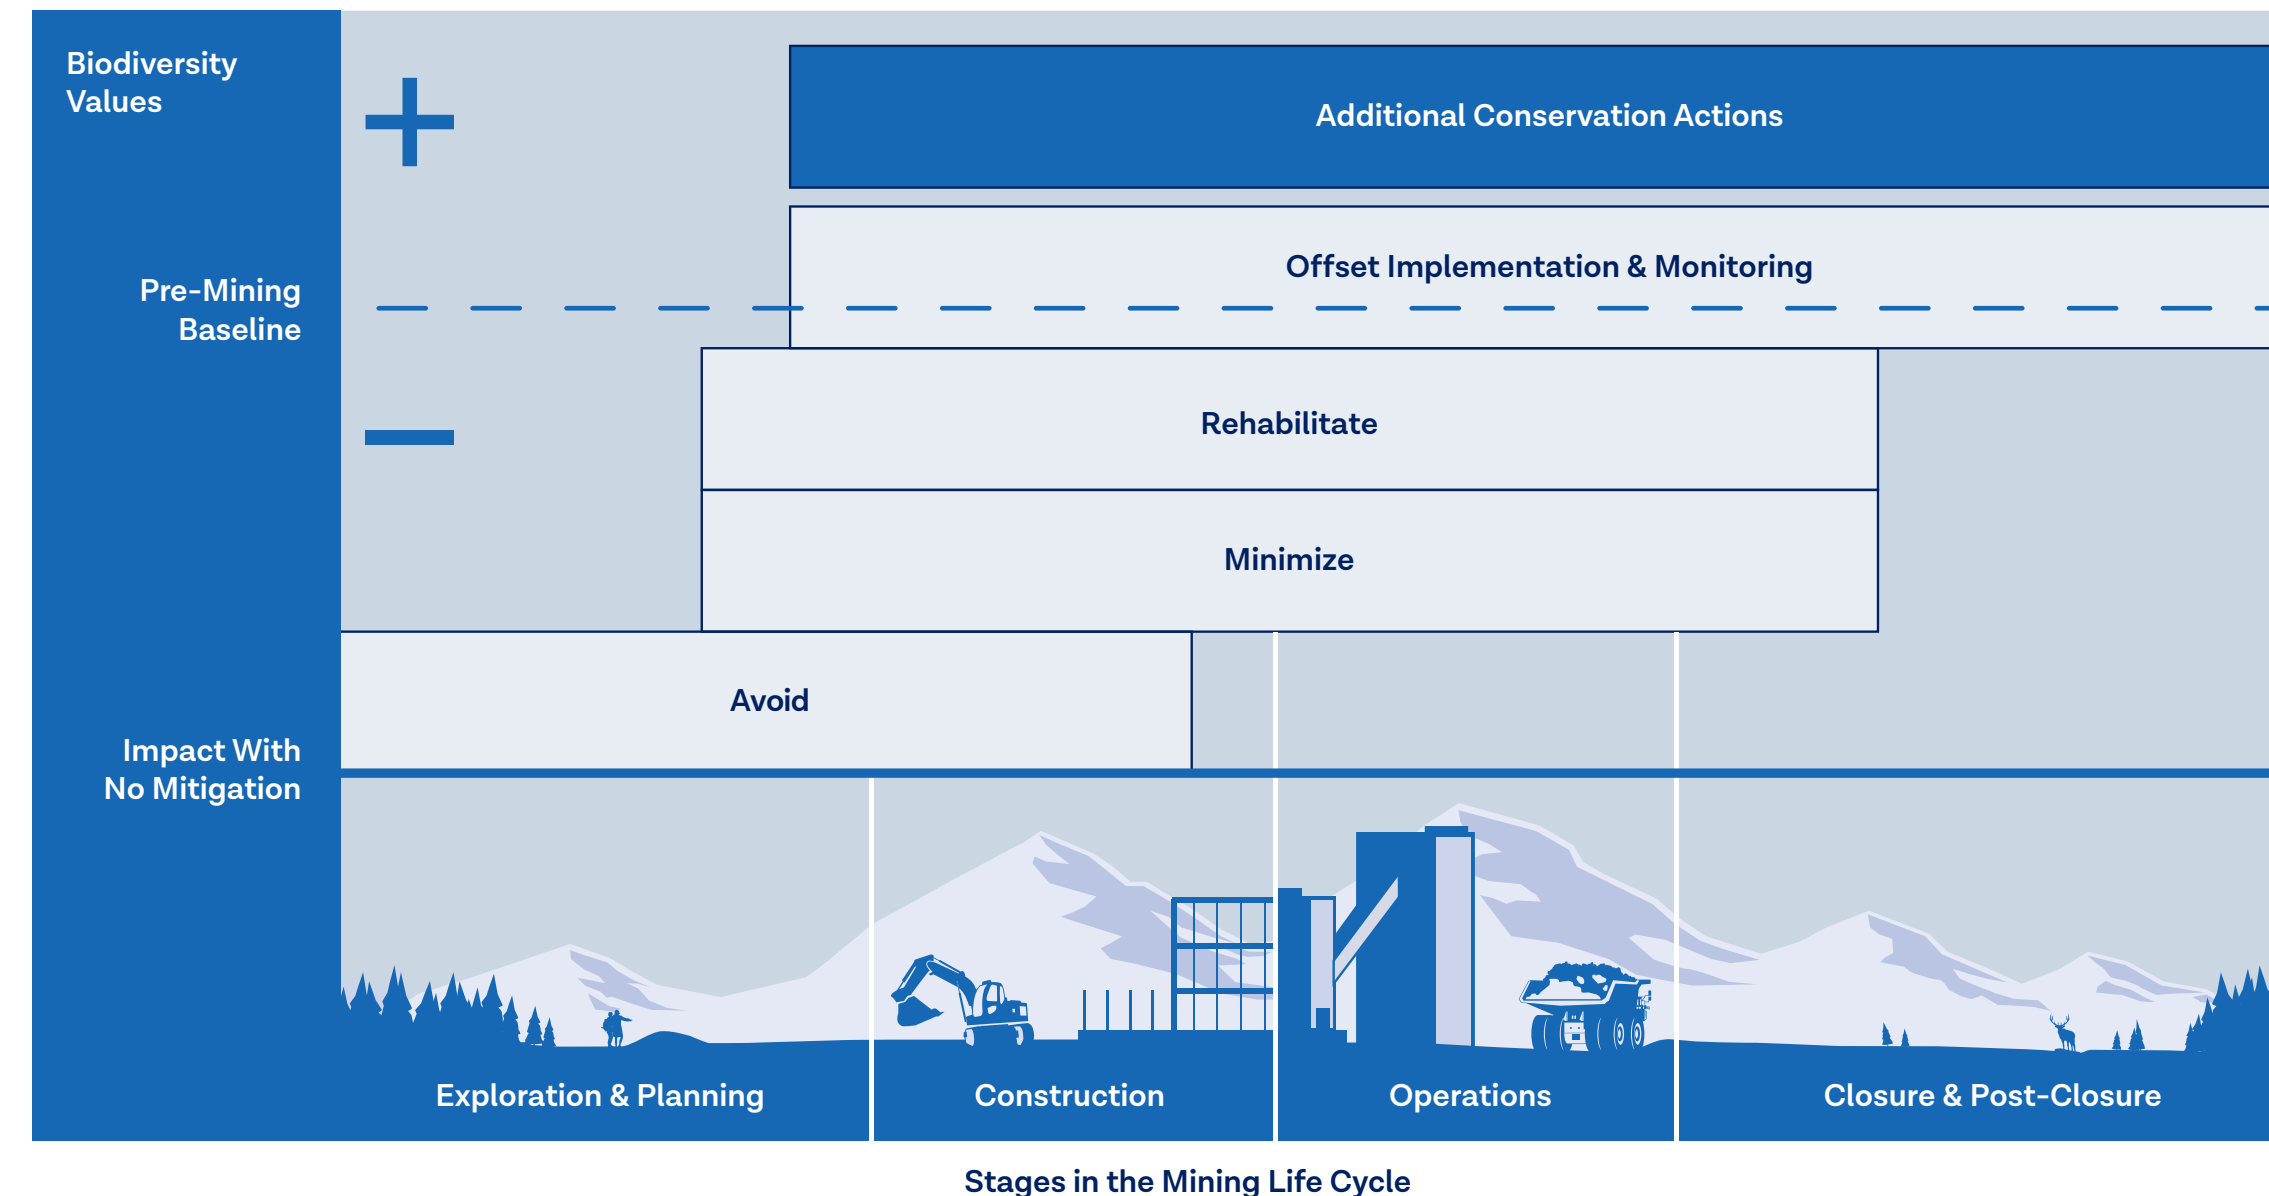 Biodiversity
Values
Additional Conservation Actions
Offset Implementation & Monitoring
Pre-Mining
Baseline
Rehabilitate
Minimize
Avoid
Impact With
No Mitigation
Exploration & Planning
Construction
Operations
Closure & Post-Closure
Stages in the Mining Life Cycle